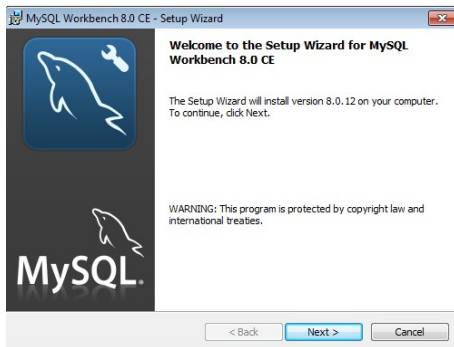 MySQL Workbench 8.0 CE - Setup Wizard
Welcome to the Setup Wizard for MySQL
Workbench 8.0 CE
The Setup Wizard will install version 8.0.12 on your computer.
To continue, click Next.
WARNING: This program is protected by copyright law and
international treaties.
MySQL.
< Back Next > Cancel